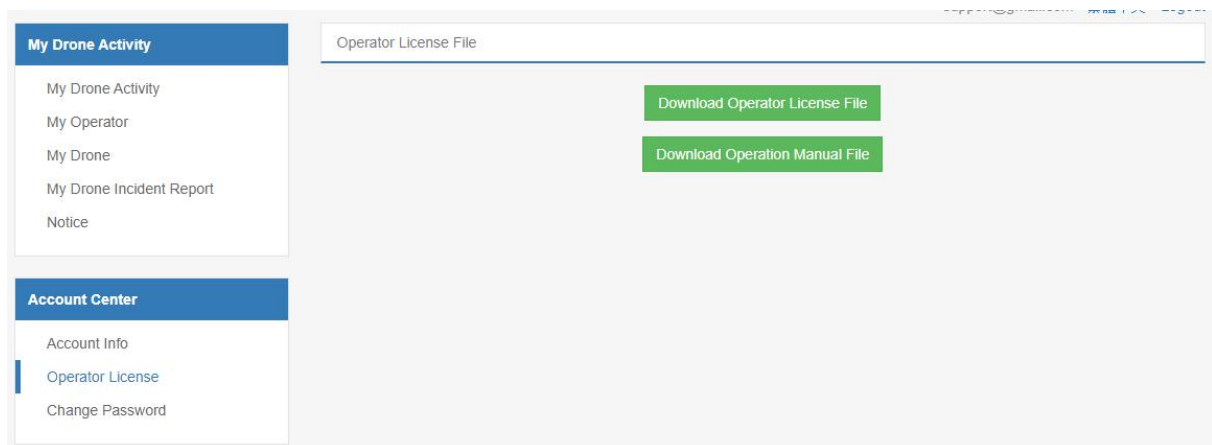 My Drone Activity
My Drone Activity
My Operator
My Drone
My Drone Incident Report
Notice
Account Center
Account Info
Operator License
Change Password
Operator License File
Download Operator License File
Download Operation Manual File